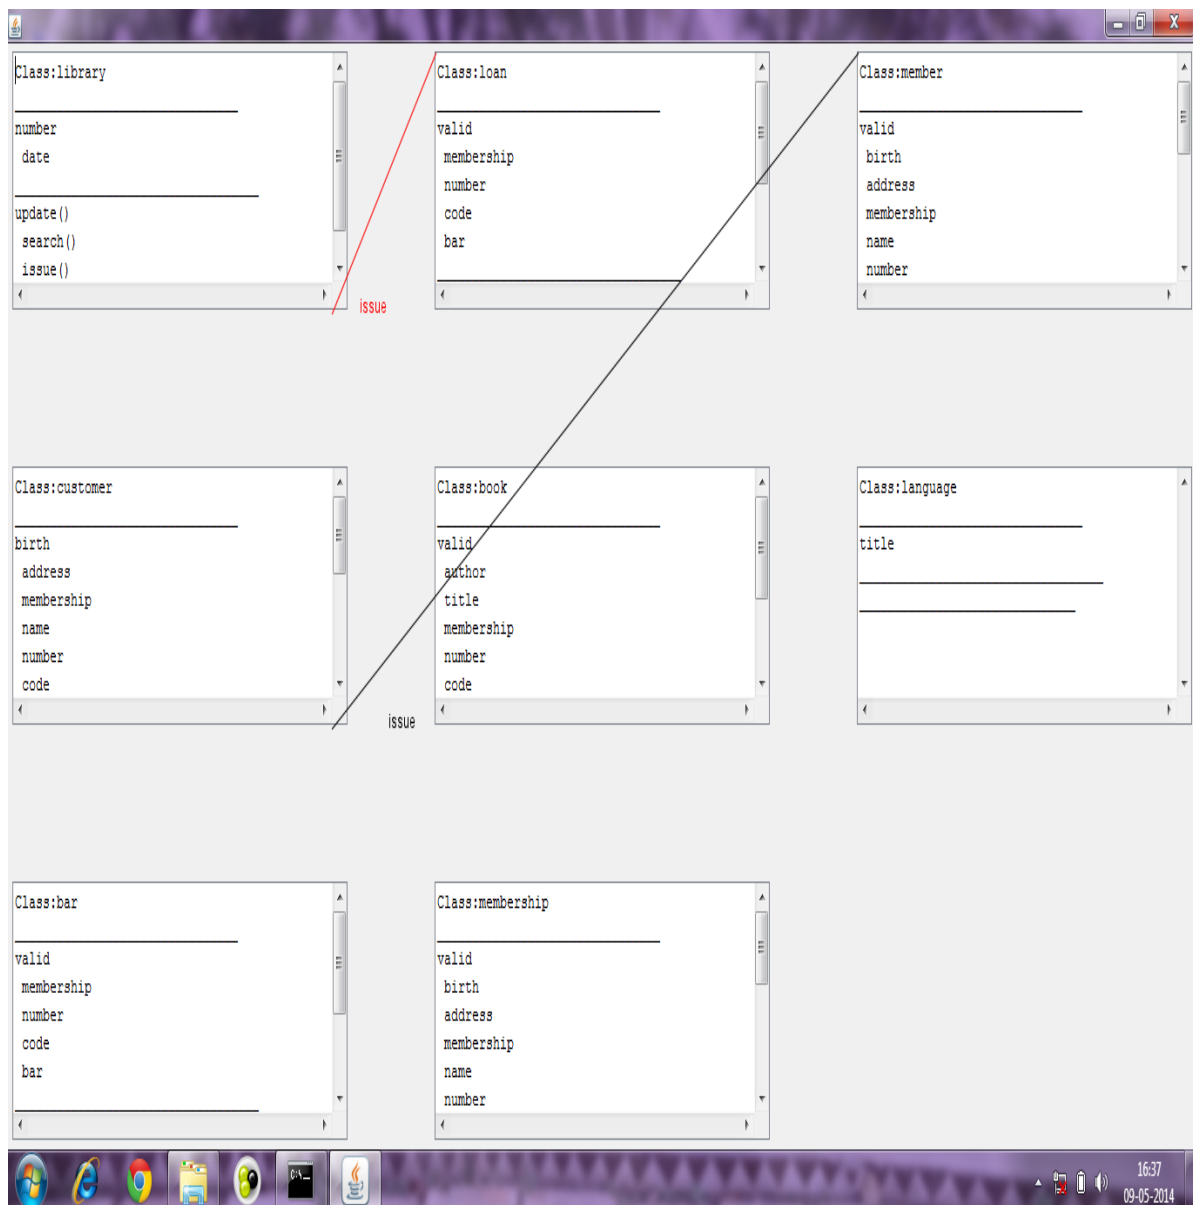 Class:library
number
date
update()
search()
issue()
issue
Class:loan
valid
membership
number
code
bar
Class:member
valid
birth
address
membership
name
number
Class:customer
birth
address
membership
name
number
code
issue
Class:book
valid
author
title
membership
number
code
Class:language
title
Class:bar
valid
membership
number
code
bar
Class:membership
valid
birth
address
membership
name
number
C:\_
16:37
09-05-2014